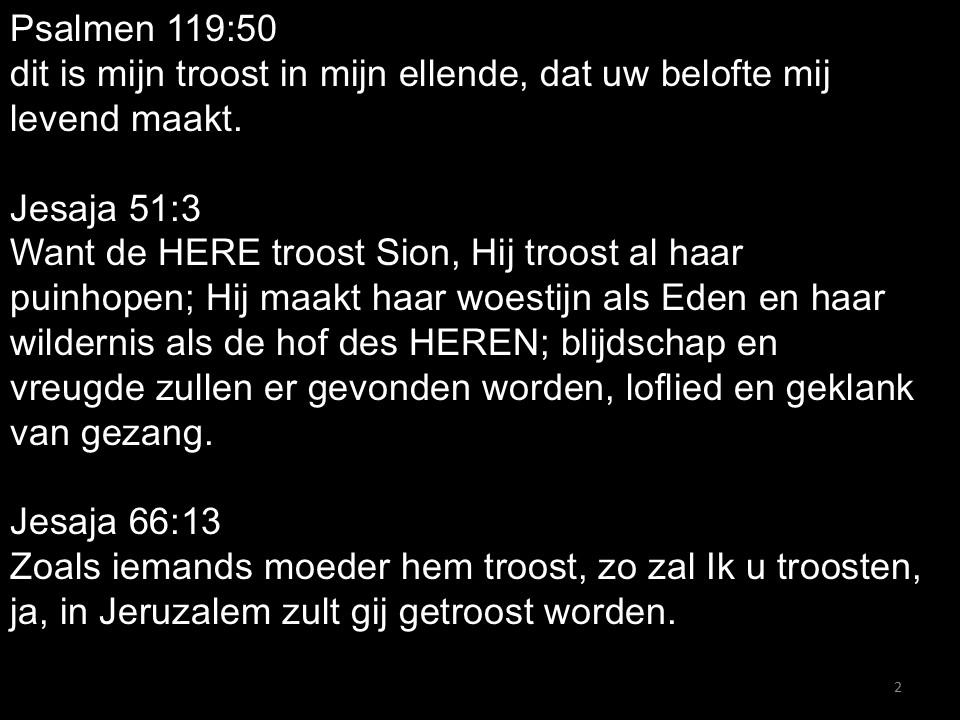 Psalmen 119:50
dit is mijn troost in mijn ellende, dat uw belofte mij
levend maakt.
Jesaja 51:3
Want de HERE troost Sion, Hij troost al haar
puinhopen; Hij maakt haar woestijn als Eden en haar
wildernis als de hof des HEREN; blijdschap en
vreugde zullen er gevonden worden, loflied en geklank
van gezang.
Jesaja 66:13
Zoals iemands moeder hem troost, zo zal Ik u troosten,
ja, in Jeruzalem zult gij getroost worden.
2